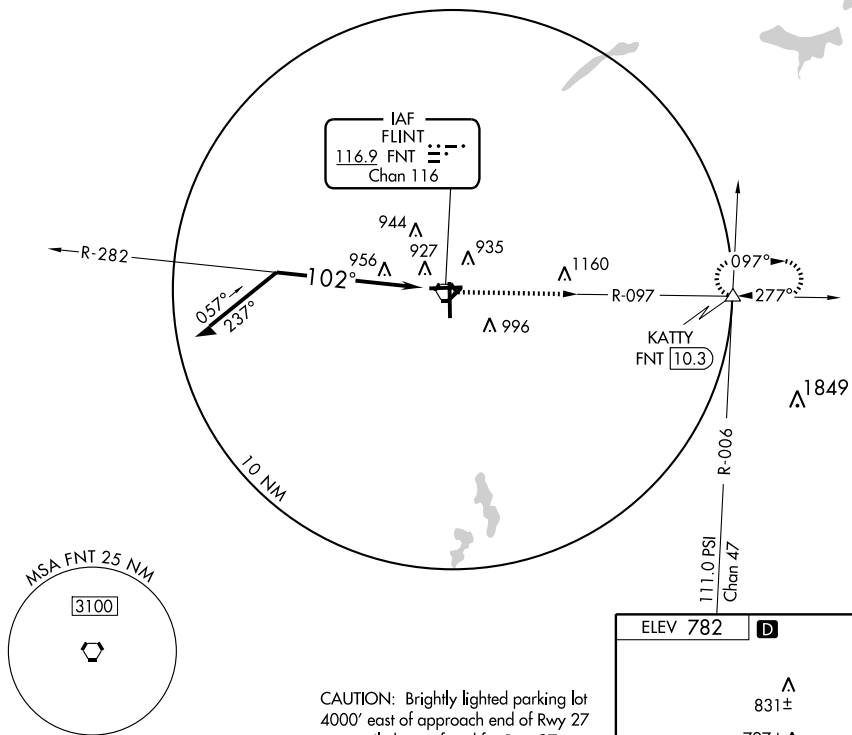 IAF
FLINT
116.9 FNT
Chan 116
944
935
R-282
956
927
1160
097°
102°
057°
237°
R-097
277°
996
KATTY
FNT 10.3
1849
R-006
10 NM
111.0 PSI
Chan 47
MSA FNT 25 NM
3100
ELEV 782 D
831±
CAUTION: Brightly lighted parking lot
4000' east of approach end of Rwy 27